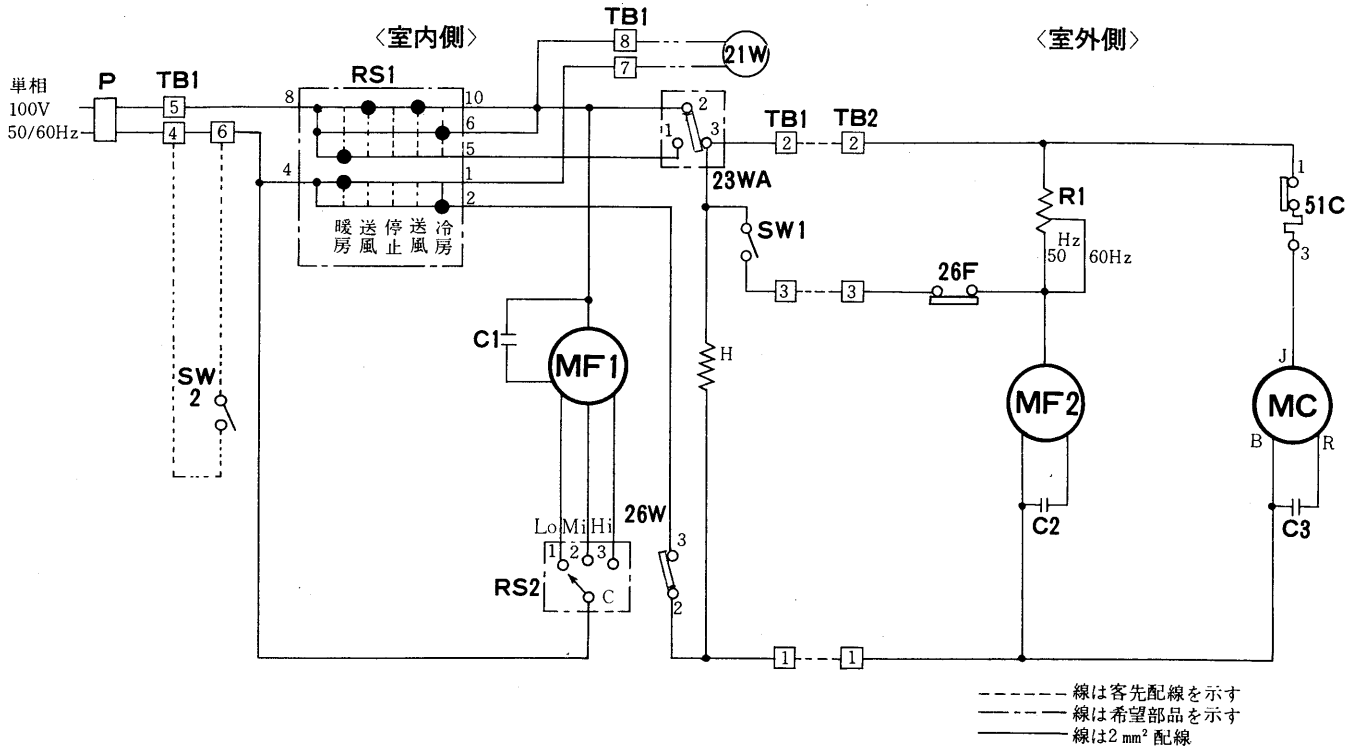 〈室内側〉
〈室外側〉
単相
100V
50/60Hz
P
TB1
5
4
6
RS1
8
4
10
6
5
1
2
暖房
送風
停止
送風
冷房
TB1
8
7
21W
1
2
3
23WA
TB1
2
TB2
2
SW1
3
3
26F
R1
Hz
50
60Hz
1
51C
3
SW
2
C1
MF1
H
Lo Mi Hi
1 2 3
C
RS2
26W
3
2
MF2
C2
J
MC
B
R
C3
1
1
線は客先配線を示す
線は希望部品を示す
線は2mm²配線